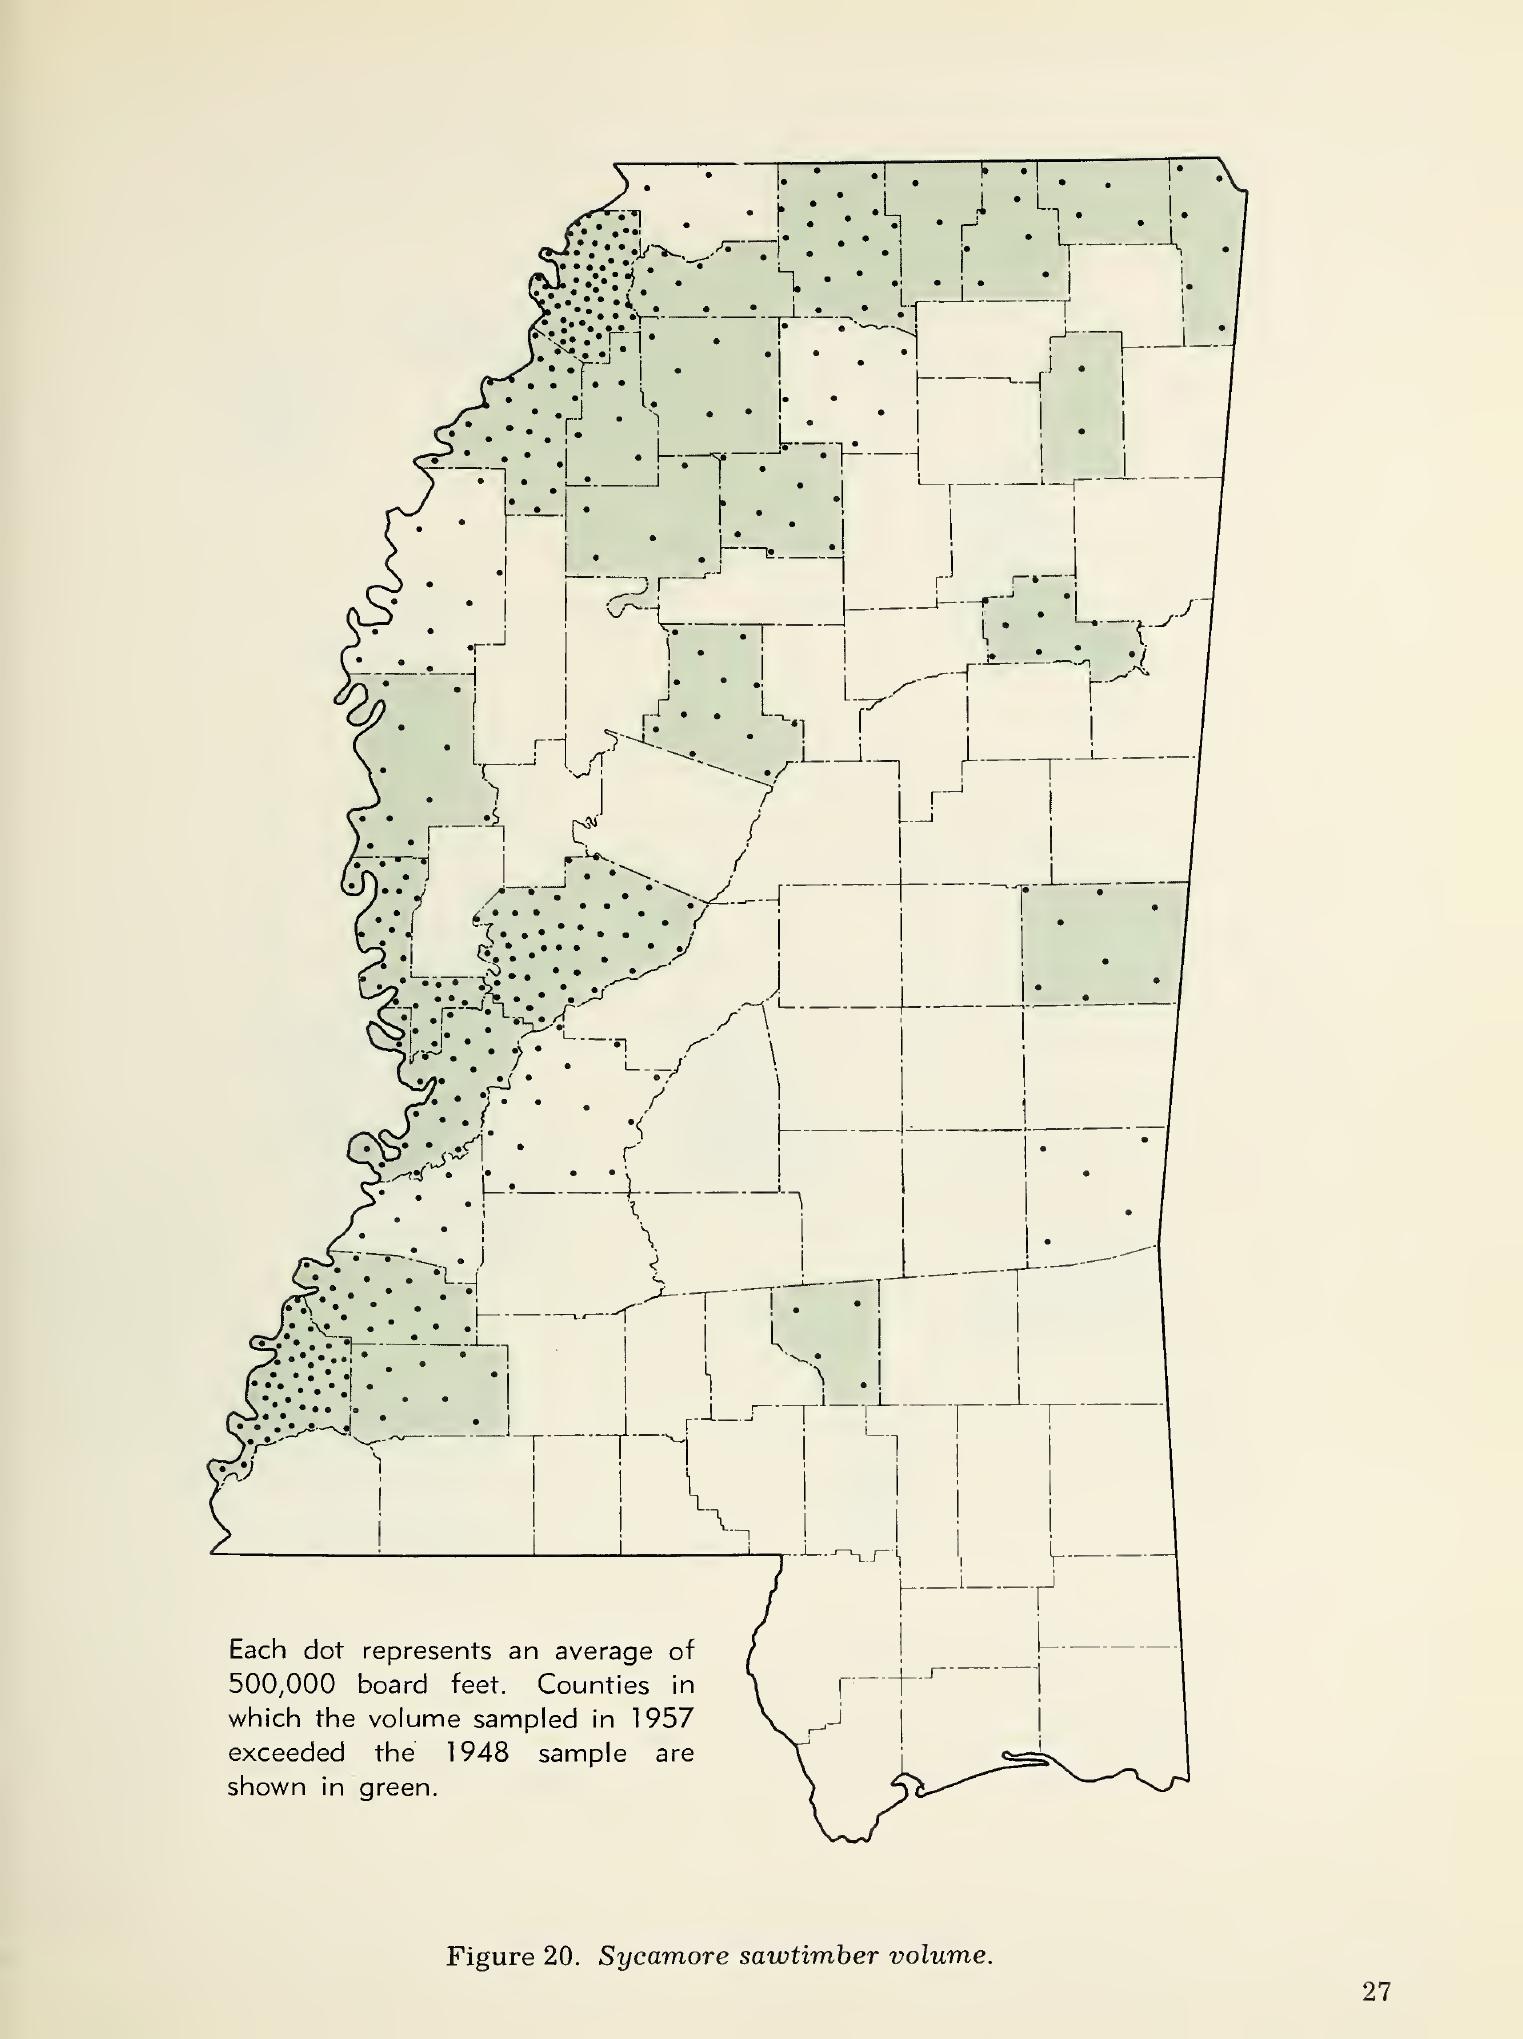 Each dot represents an average of
500,000 board feet. Counties in
which the volume sampled in 1957
exceeded the 1948 sample are
shown in green.
Figure 20. Sycamore sawtimber volume.
27